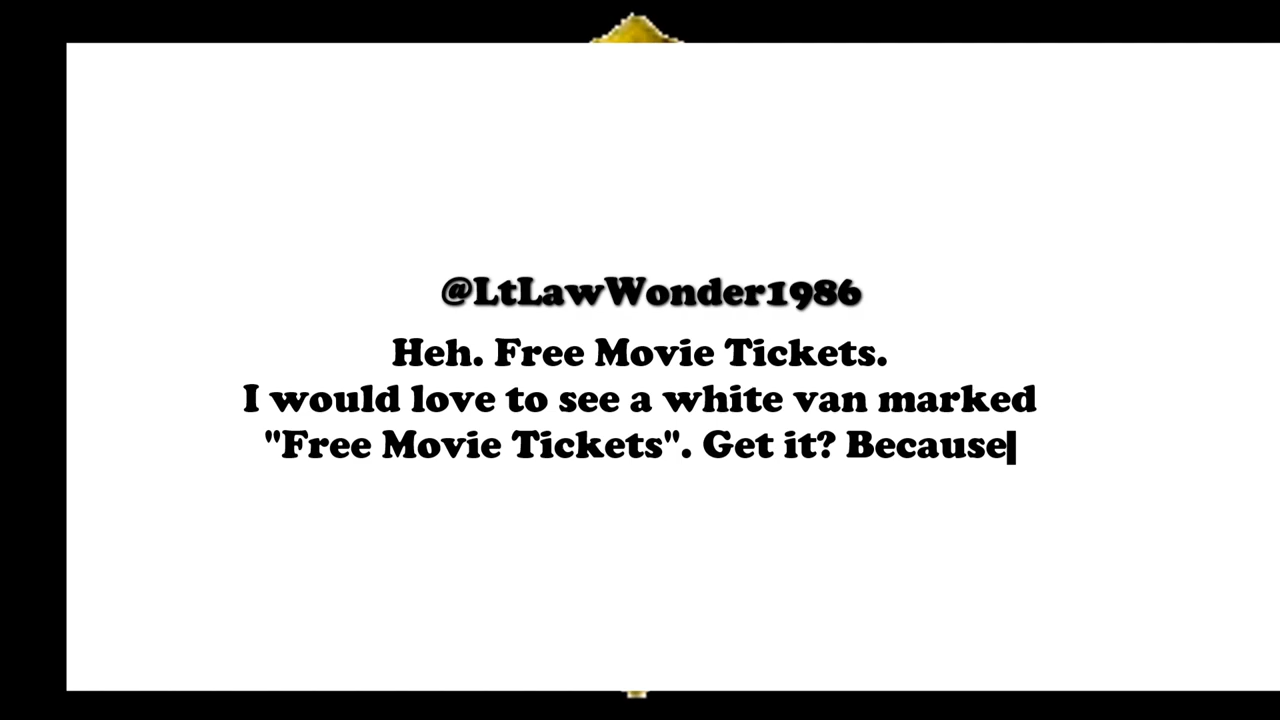 @LtLawWonder1986
Heh. Free Movie Tickets.
I would love to see a white van marked
"Free Movie Tickets". Get it? Because